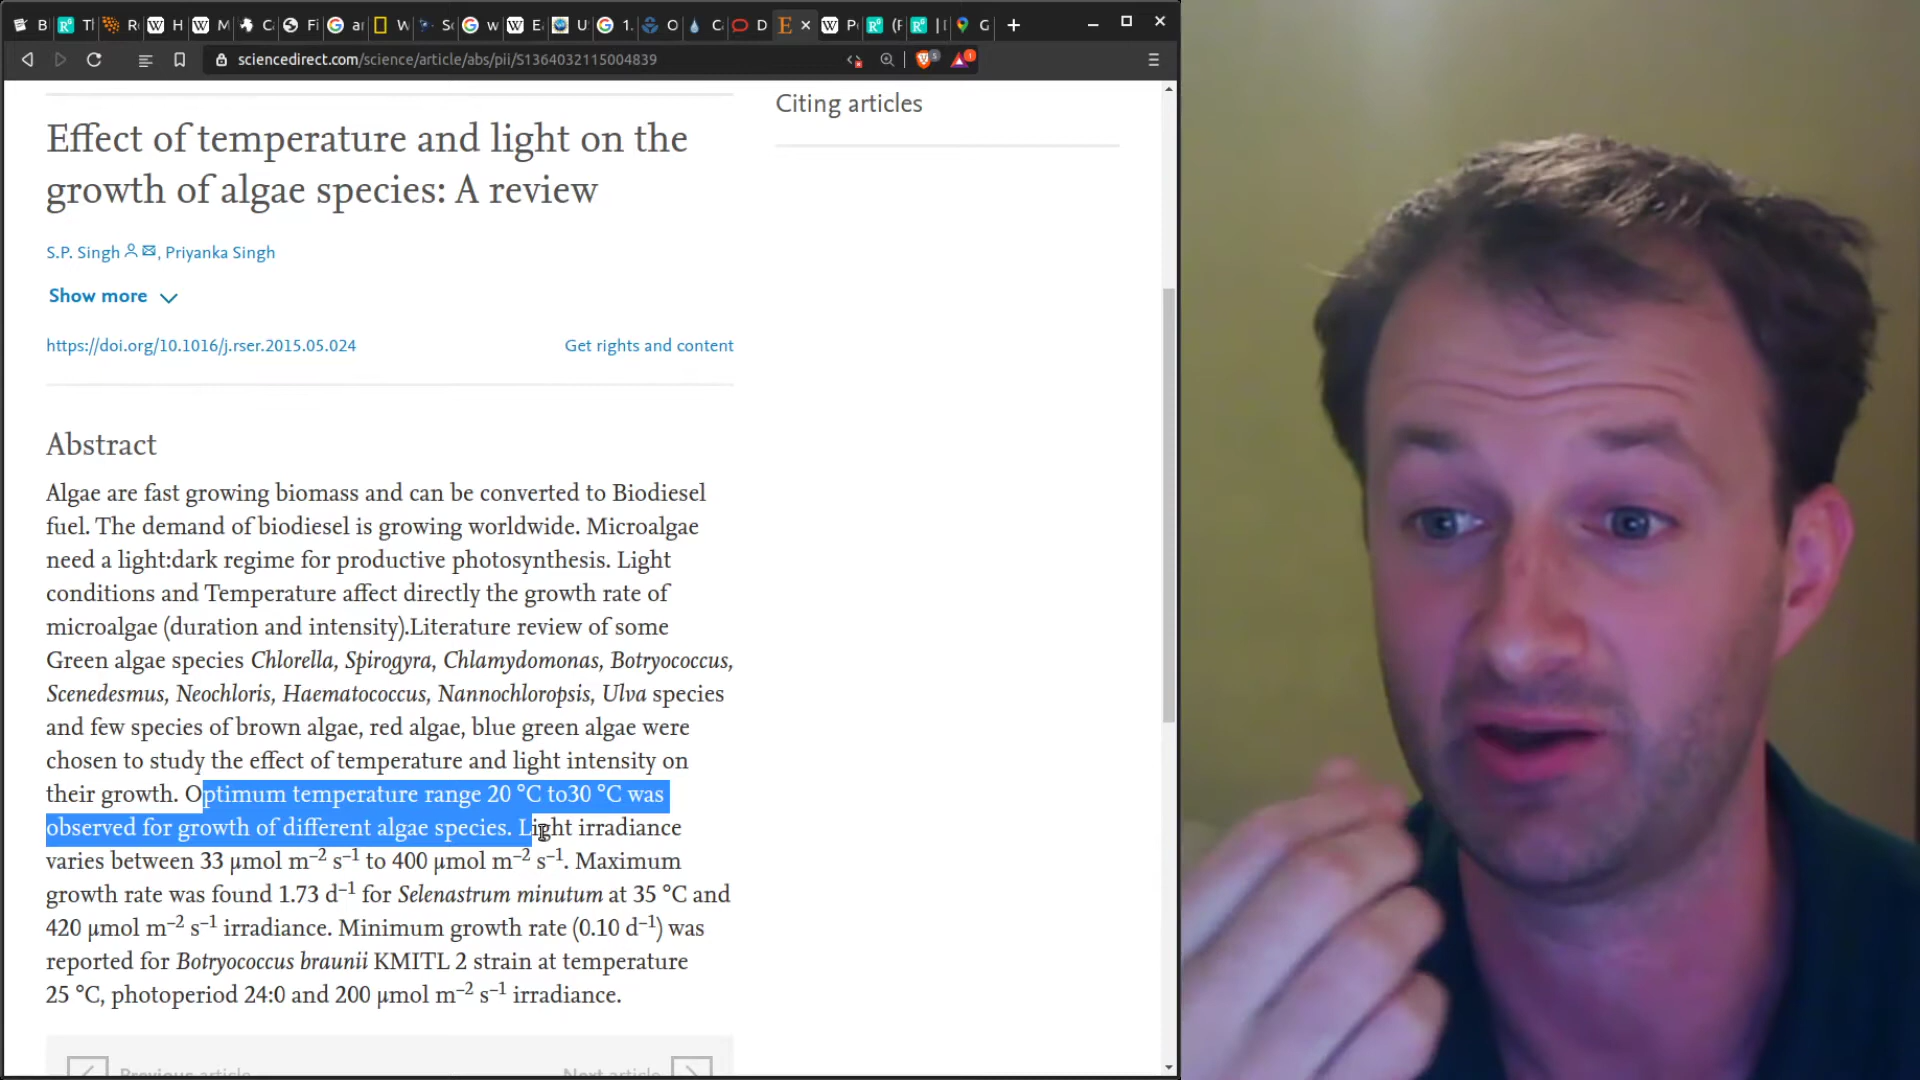 B Tl R H M C Fi ar W S w E U 1. O C D P (F | [ G
sciencedirect.com/science/article/abs/pii/S1364032115004839
Citing articles
Effect of temperature and light on the
growth of algae species: A review
S.P. Singh, Priyanka Singh
Show more
https://doi.org/10.1016/j.rser.2015.05.024 Get rights and content
Abstract
Algae are fast growing biomass and can be converted to Biodiesel
fuel. The demand of biodiesel is growing worldwide. Microalgae
need a light:dark regime for productive photosynthesis. Light
conditions and Temperature affect directly the growth rate of
microalgae (duration and intensity).Literature review of some
Green algae species Chlorella, Spirogyra, Chlamydomonas, Botryococcus,
Scenedesmus, Neochloris, Haematococcus, Nannochloropsis, Ulva species
and few species of brown algae, red algae, blue green algae were
chosen to study the effect of temperature and light intensity on
their growth. Optimum temperature range 20 °C to30 °C was
observed for growth of different algae species. Light irradiance
varies between 33 μmol m−2 s−1 to 400 μmol m−2 s−1. Maximum
growth rate was found 1.73 d−1 for Selenastrum minutum at 35 °C and
420 μmol m−2 s−1 irradiance. Minimum growth rate (0.10 d−1) was
reported for Botryococcus braunii KMITL 2 strain at temperature
25 °C, photoperiod 24:0 and 200 μmol m−2 s−1 irradiance.
Previous article Next article